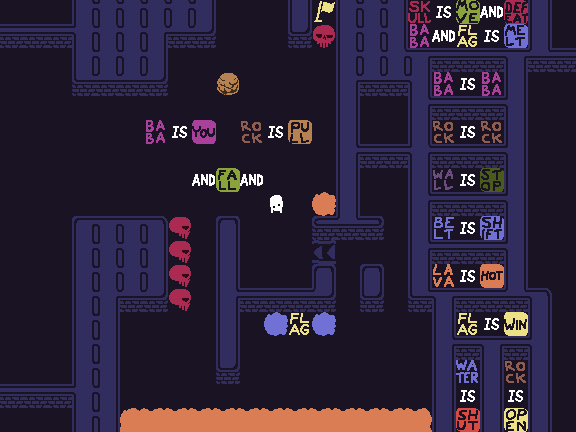 SKULL IS MOVE AND DEFEAT
BABA AND FLAG IS MELT
BABA IS BABA
BABA IS YOU ROCK IS PULL
ROCK IS ROCK
AND FALL AND
WALL IS STOP
BELT IS SHIFT
LAVA IS HOT
FLAG
FLAG IS WIN
WATER IS SHUT
ROCK IS OPEN